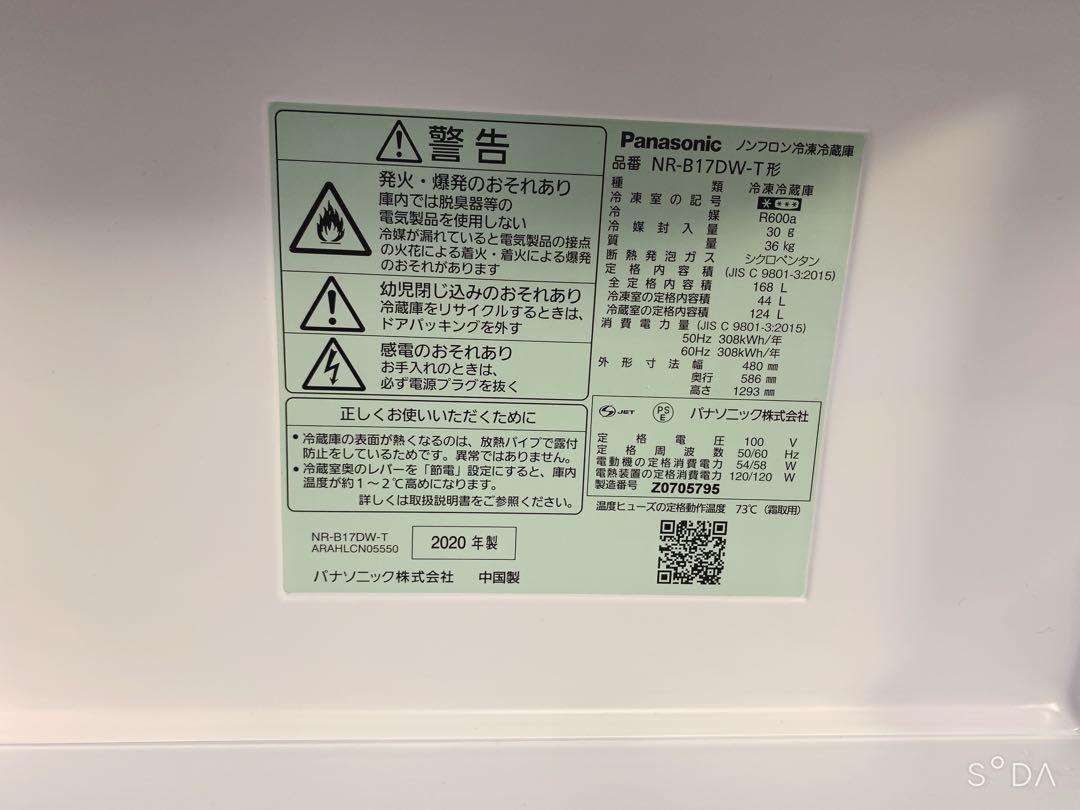 警告
発火・爆発のおそれあり
庫内では脱臭器等の
電気製品を使用しない
冷媒が漏れていると電気製品の接点
の火花による着火・着火による爆発
のおそれがあります
幼児閉じ込みのおそれあり
冷蔵庫をリサイクルするときは、
ドアパッキングを外す
感電のおそれあり
お手入れのときは、
必ず電源プラグを抜く
正しくお使いいただくために
・冷蔵庫の表面が熱くなるのは、放熱パイプで露付
防止をしているためです。異常ではありません。
・冷蔵室奥のレバーを「節電」設定にすると、庫内
温度が約1〜2℃高めになります。
詳しくは取扱説明書をご参照ください。
NR-B17DW-T
ARAHLCN05550
2020 年製
パナソニック株式会社 中国製
Panasonic ノンフロン冷凍冷蔵庫
品番 NR-B17DW-T形
種類 冷凍冷蔵庫
冷凍室の記号 * ***
冷媒 R600a
冷媒封入量 30 g
質量 36 kg
断熱発泡ガス シクロペンタン
定格内容積 (JIS C 9801-3:2015)
全定格内容積 168 L
冷凍室の定格内容積 44 L
冷蔵室の定格内容積 124 L
消費電力量 (JIS C 9801-3:2015)
50Hz 308kWh/年
60Hz 308kWh/年
外形寸法 幅 480 mm
奥行 586 mm
高さ 1293 mm
JET PSE パナソニック株式会社
定格電圧 100 V
定格周波数 50/60 Hz
電動機の定格消費電力 54/58 W
電熱装置の定格消費電力 120/120 W
製造番号 Z0705795
温度ヒューズの定格動作温度 73℃ (霜取用)
SODA